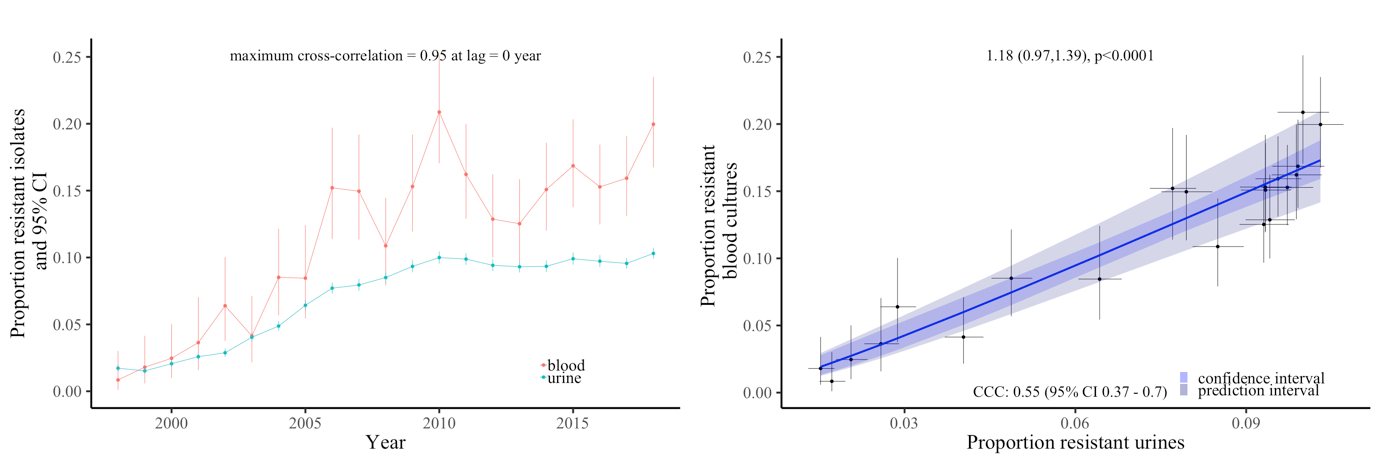 maximum cross-correlation = 0.95 at lag = 0 year
0.25
0.20
0.15
0.10
0.05
0.00
Proportion resistant isolates
and 95% CI
blood
urine
2000
2005
2010
2015
Year
1.18 (0.97,1.39), p<0.0001
0.25
0.20
0.15
0.10
0.05
0.00
Proportion resistant
blood cultures
CCC: 0.55 (95% CI 0.37 - 0.7)
confidence interval
prediction interval
0.03
0.06
0.09
Proportion resistant urines